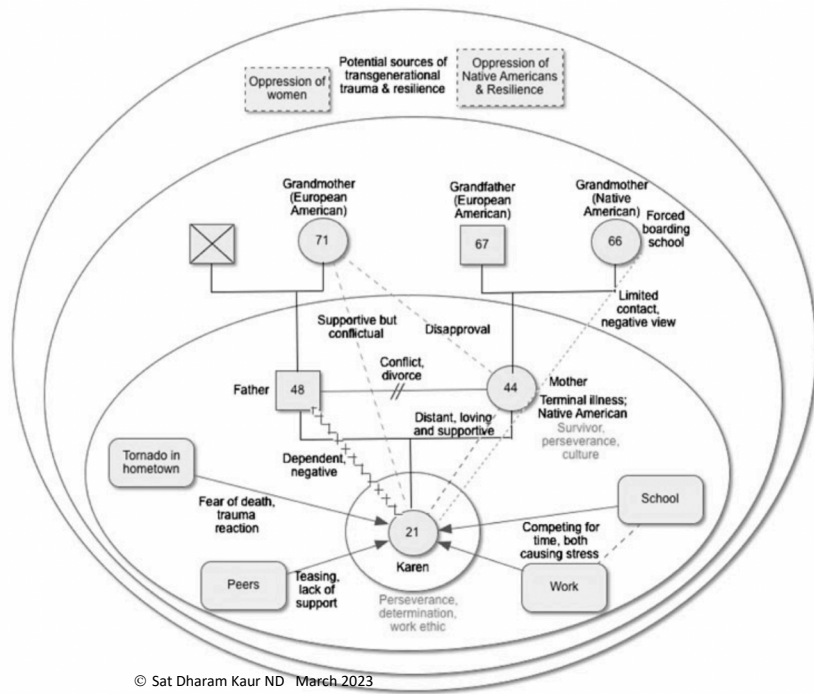 Oppression of
women
Potential sources of
transgenerational
trauma & resilience
Oppression of
Native Americans
& Resilience
Grandmother
(European
American)
71
Grandfather
(European
American)
67
Grandmother
(Native
American)
66
Forced
boarding
school
Limited
contact,
negative view
Supportive but
conflictual
Disapproval
Father
48
Conflict,
divorce
44
Mother
Terminal illness;
Native American
Survivor,
perseverance,
culture
Distant, loving
and supportive
Dependent,
negative
Tornado in
hometown
Fear of death,
trauma
reaction
School
Competing for
time, both
causing stress
21
Karen
Peers
Teasing,
lack of
support
Work
Perseverance,
determination,
work ethic
© Sat Dharam Kaur ND March 2023